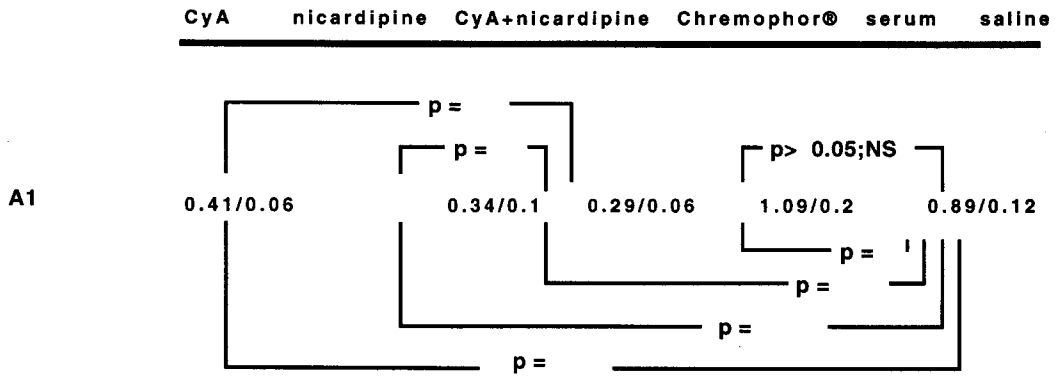 CyA nicardipine CyA+nicardipine Chremophor® serum saline
p =
p =
p> 0.05;NS
A1
0.41/0.06 0.34/0.1 0.29/0.06 1.09/0.2 0.89/0.12
p =
p =
p =
p =